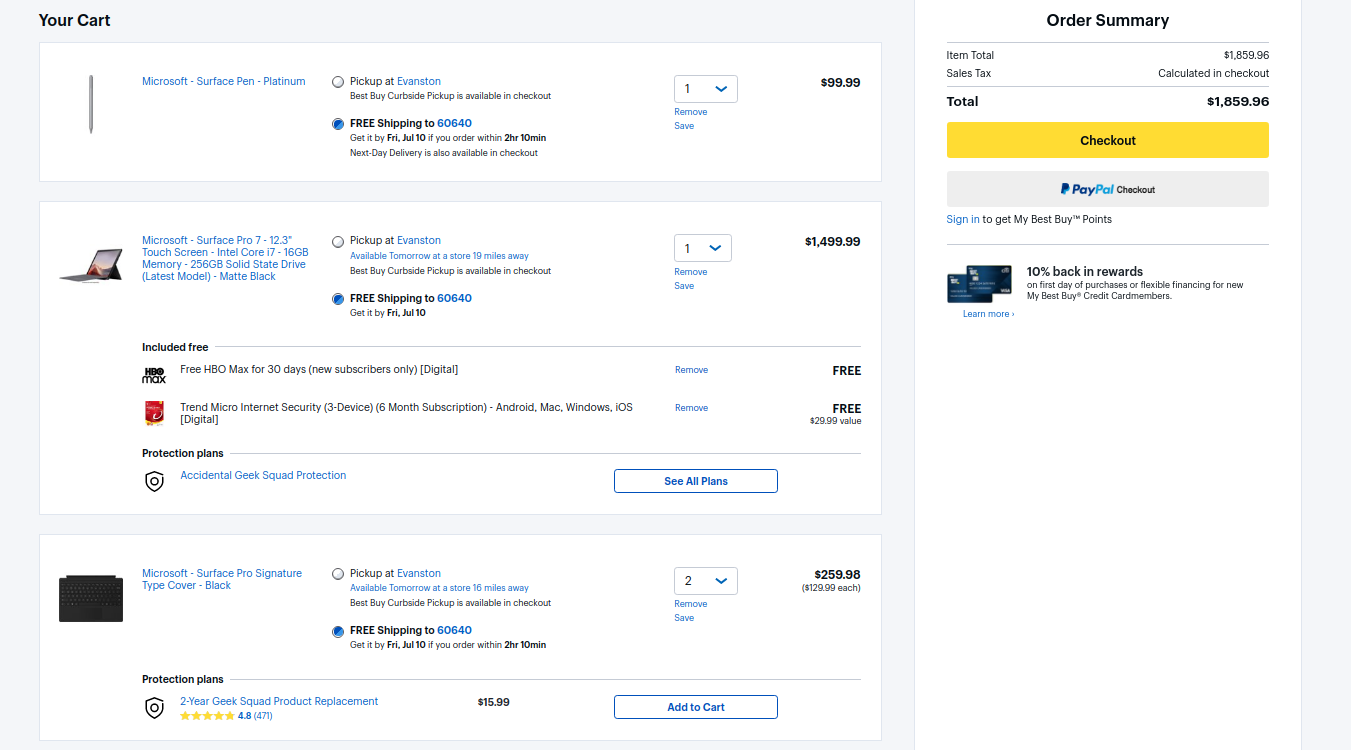 Your Cart
Microsoft - Surface Pen - Platinum
Pickup at Evanston
Best Buy Curbside Pickup is available in checkout
FREE Shipping to 60640
Get it by Fri, Jul 10 if you order within 2hr 10min
Next-Day Delivery is also available in checkout
1
Remove
Save
$99.99
Microsoft - Surface Pro 7 - 12.3"
Touch Screen - Intel Core i7 - 16GB
Memory - 256GB Solid State Drive
(Latest Model) - Matte Black
Pickup at Evanston
Available Tomorrow at a store 19 miles away
Best Buy Curbside Pickup is available in checkout
FREE Shipping to 60640
Get it by Fri, Jul 10
1
Remove
Save
$1,499.99
Included free
HBO max
Free HBO Max for 30 days (new subscribers only) [Digital]
Remove
FREE
Trend Micro Internet Security (3-Device) (6 Month Subscription) - Android, Mac, Windows, iOS
[Digital]
Remove
FREE
$29.99 value
Protection plans
Accidental Geek Squad Protection
See All Plans
Microsoft - Surface Pro Signature
Type Cover - Black
Pickup at Evanston
Available Tomorrow at a store 16 miles away
Best Buy Curbside Pickup is available in checkout
FREE Shipping to 60640
Get it by Fri, Jul 10 if you order within 2hr 10min
2
Remove
Save
$259.98
($129.99 each)
Protection plans
2-Year Geek Squad Product Replacement
4.8 (471)
$15.99
Add to Cart
Order Summary
Item Total $1,859.96
Sales Tax Calculated in checkout
Total $1,859.96
Checkout
PayPal Checkout
Sign in to get My Best Buy™ Points
10% back in rewards
on first day of purchases or flexible financing for new
My Best Buy® Credit Cardmembers.
Learn more ›